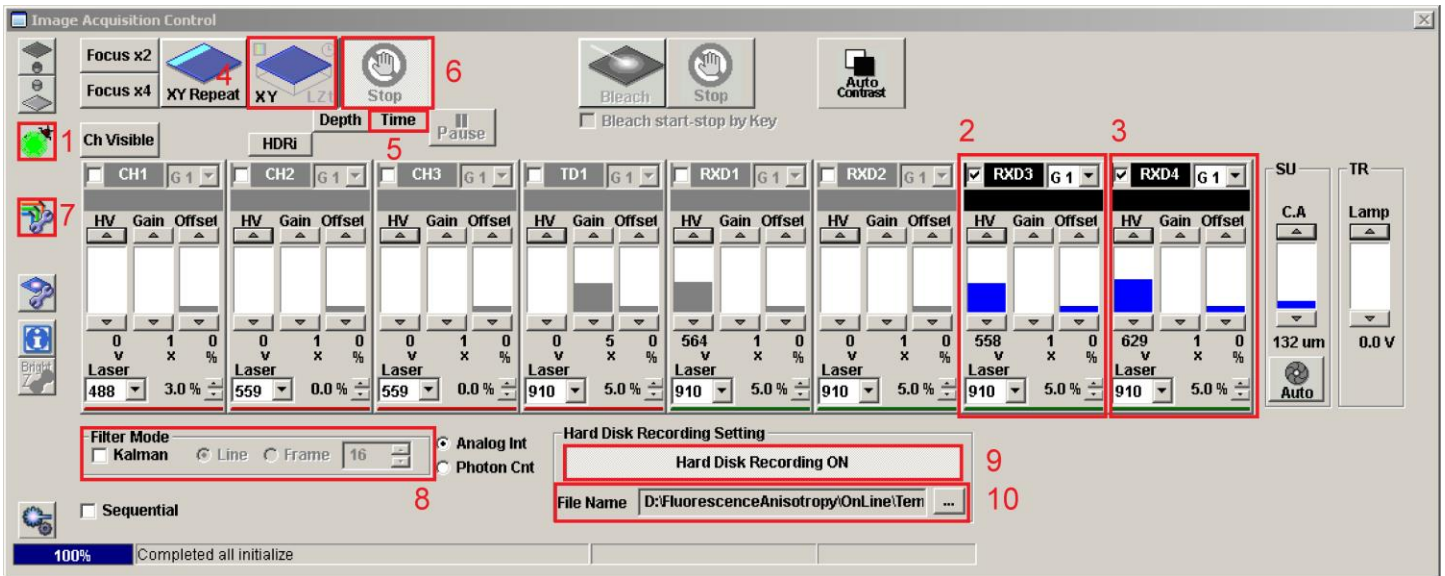 Image Acquisition Control
Focus x2
Focus x4
XY Repeat
4
XY
LZt
Stop
6
Bleach
Stop
Auto
Contrast
Depth
Time
Pause
Bleach start-stop by Key
1
Ch Visible
HDRi
5
2
3
CH1 G 1
CH2 G 1
CH3 G 1
TD1 G 1
RXD1 G 1
RXD2 G 1
RXD3 G 1
RXD4 G 1
SU
TR
7
HV Gain Offset
HV Gain Offset
HV Gain Offset
HV Gain Offset
HV Gain Offset
HV Gain Offset
HV Gain Offset
HV Gain Offset
C.A
Lamp
0 1 0
0 1 0
0 1 0
0 5 0
564 1 0
0 1 0
558 1 0
629 1 0
132 um
0.0 V
V x %
V x %
V x %
V x %
V x %
V x %
V x %
V x %
Bright
Z
Laser
Laser
Laser
Laser
Laser
Laser
Laser
Laser
488 3.0 %
559 0.0 %
559 0.0 %
910 5.0 %
910 5.0 %
910 5.0 %
910 5.0 %
910 5.0 %
Auto
Filter Mode
Kalman Line Frame 16
8
Analog Int
Photon Cnt
Hard Disk Recording Setting
Hard Disk Recording ON
9
File Name D:\FluorescenceAnisotropy\OnLine\Tem ...
10
Sequential
100% Completed all initialize